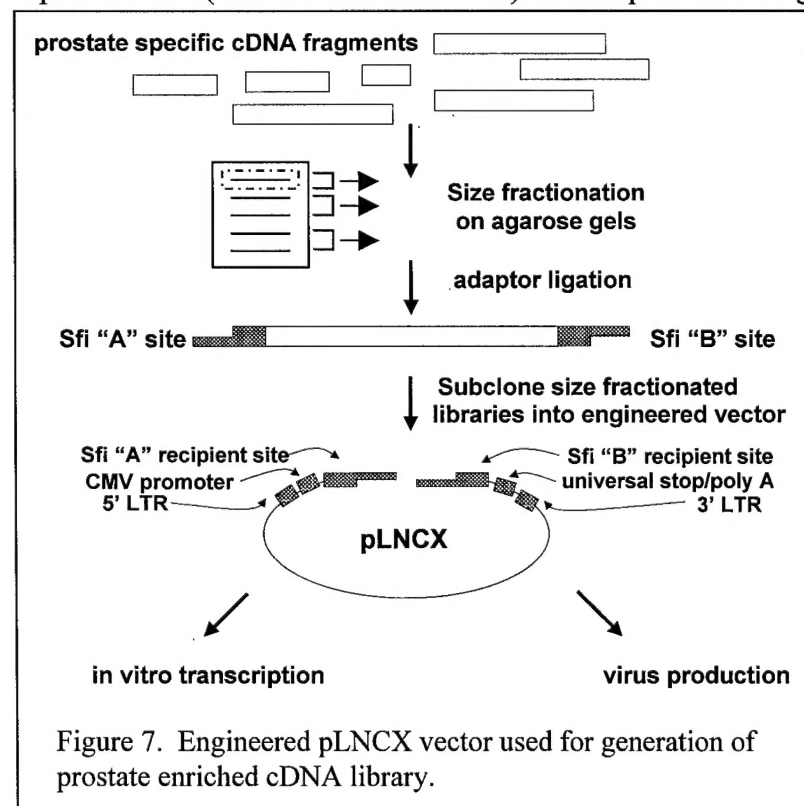 prostate specific cDNA fragments
Size fractionation
on agarose gels
adaptor ligation
Sfi "A" site
Sfi "B" site
Subclone size fractionated
libraries into engineered vector
Sfi "A" recipient site
CMV promoter
5' LTR
Sfi "B" recipient site
universal stop/poly A
3' LTR
pLNCX
in vitro transcription
virus production
Figure 7. Engineered pLNCX vector used for generation of
prostate enriched cDNA library.